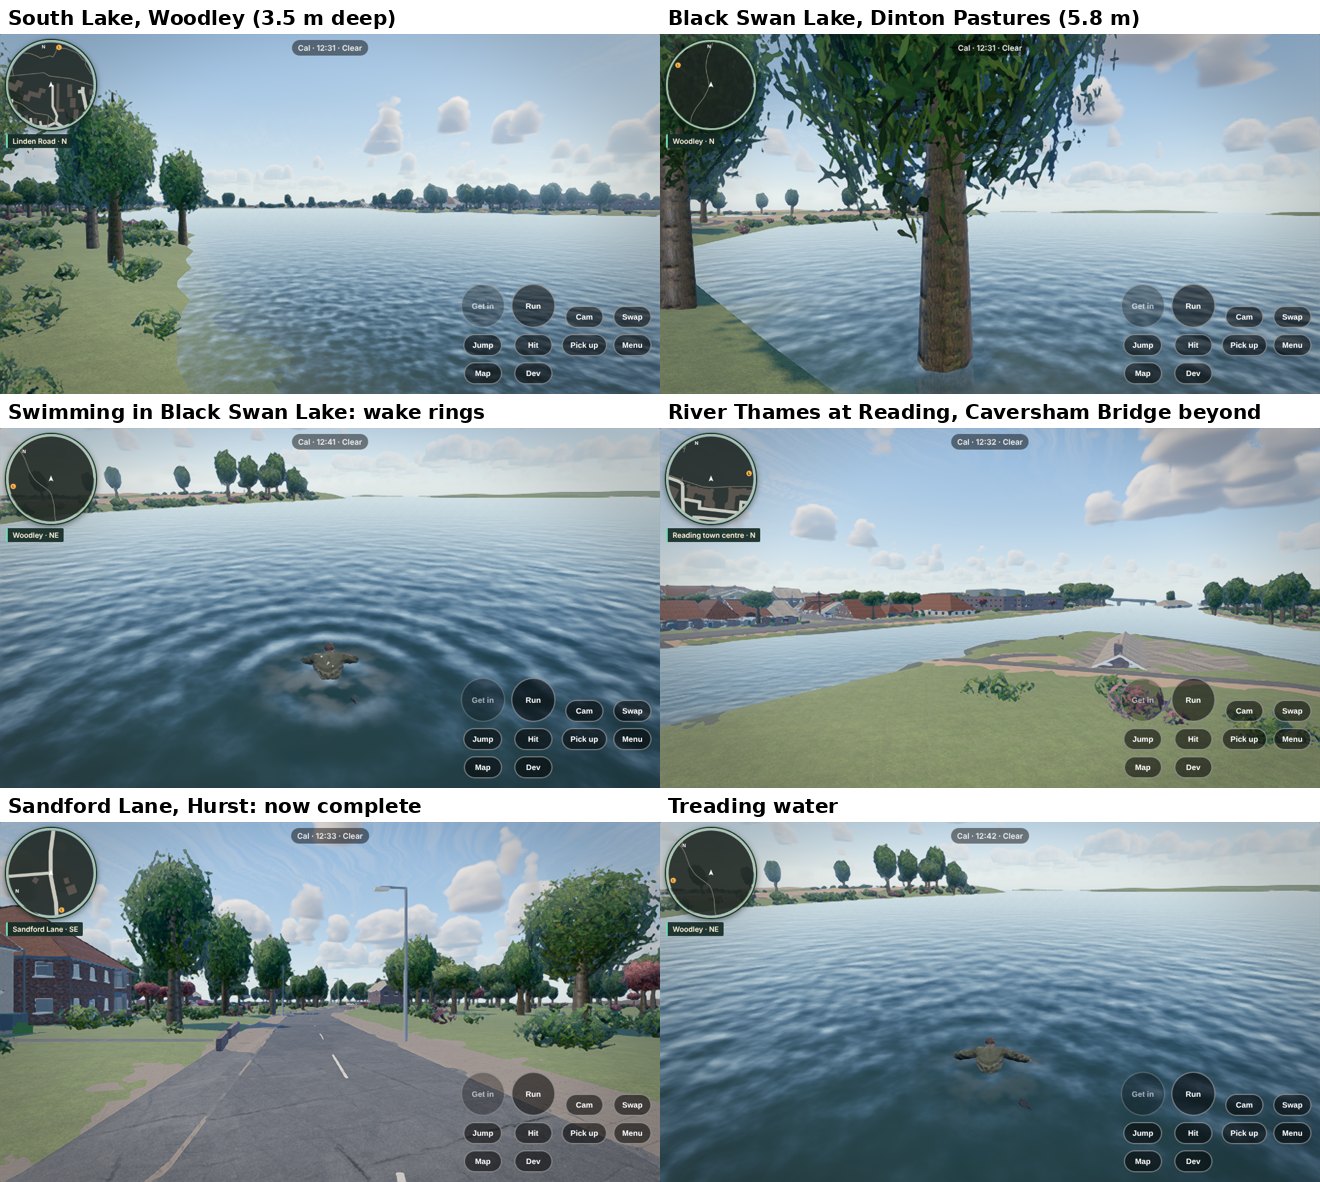 South Lake, Woodley (3.5 m deep)
N
L
Cal · 12:31 · Clear
Linden Road · N
Get in
Run
Cam
Swap
Jump
Hit
Pick up
Menu
Map
Dev
Black Swan Lake, Dinton Pastures (5.8 m)
N
L
Cal · 12:31 · Clear
Woodley · N
Get in
Run
Cam
Swap
Jump
Hit
Pick up
Menu
Map
Dev
Swimming in Black Swan Lake: wake rings
N
L
Cal · 12:41 · Clear
Woodley · NE
Get in
Run
Cam
Swap
Jump
Hit
Pick up
Menu
Map
Dev
River Thames at Reading, Caversham Bridge beyond
N
L
Cal · 12:32 · Clear
Reading town centre · N
Get in
Run
Cam
Swap
Jump
Hit
Pick up
Menu
Map
Dev
Sandford Lane, Hurst: now complete
Cal · 12:33 · Clear
N
L
Sandford Lane · SE
Get in
Run
Cam
Swap
Jump
Hit
Pick up
Menu
Map
Dev
Treading water
N
L
Cal · 12:42 · Clear
Woodley · NE
Get in
Run
Cam
Swap
Jump
Hit
Pick up
Menu
Map
Dev